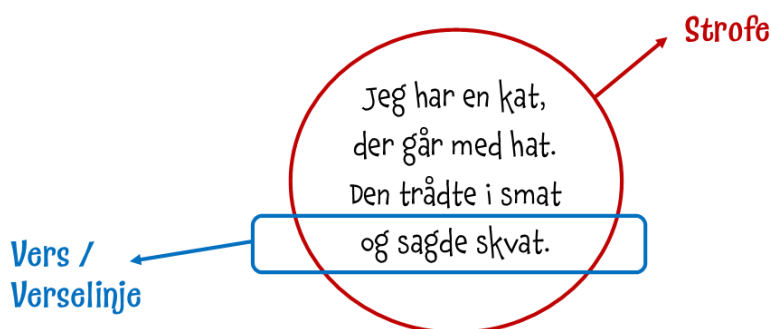 Strofe
Jeg har en kat,
der går med hat.
Den trådte i smat
og sagde skvat.
Vers /
Verselinje